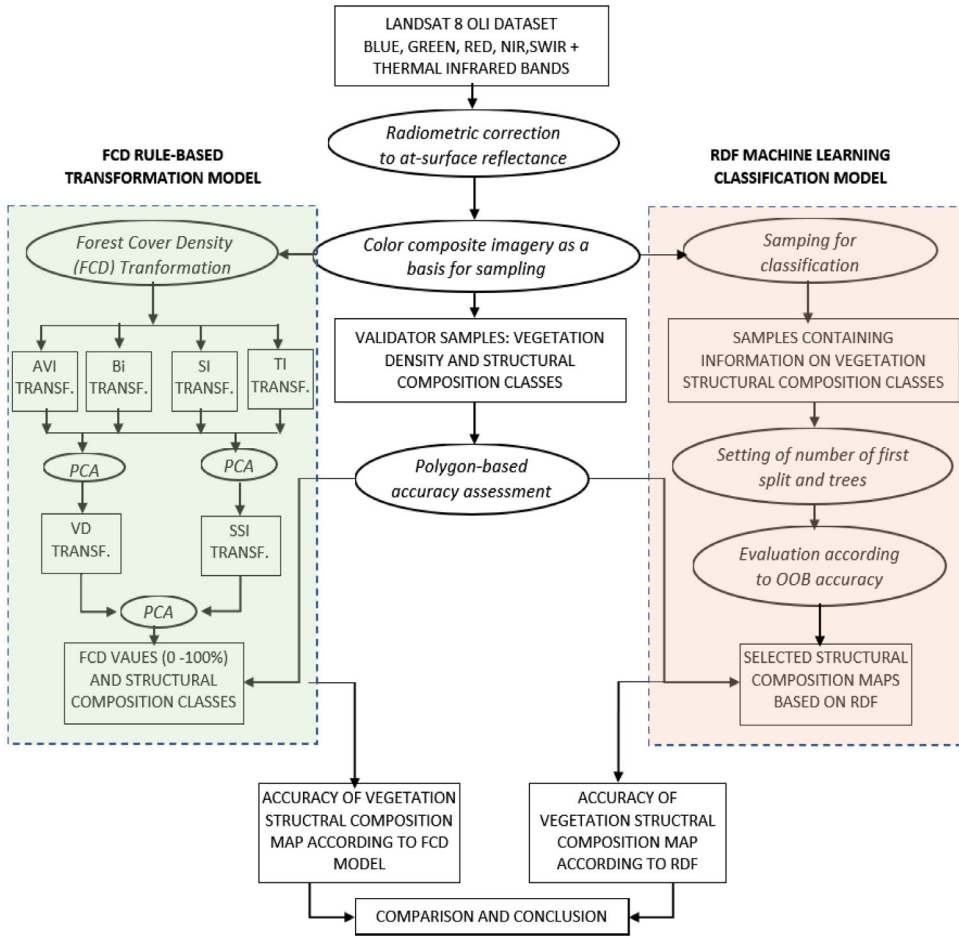 LANDSAT 8 OLI DATASET
BLUE, GREEN, RED, NIR,SWIR +
THERMAL INFRARED BANDS
Radiometric correction
to at-surface reflectance
FCD RULE-BASED
TRANSFORMATION MODEL
RDF MACHINE LEARNING
CLASSIFICATION MODEL
Forest Cover Density
(FCD) Tranformation
Color composite imagery as a
basis for sampling
Samping for
classification
AVI
TRANSF.
Bi
TRANSF.
SI
TRANSF.
TI
TRANSF.
VALIDATOR SAMPLES: VEGETATION
DENSITY AND STRUCTURAL
COMPOSITION CLASSES
SAMPLES CONTAINING
INFORMATION ON VEGETATION
STRUCTURAL COMPOSITION CLASSES
PCA
PCA
Polygon-based
accuracy assessment
Setting of number of first
split and trees
VD
TRANSF.
SSI
TRANSF.
Evaluation according
to OOB accuracy
PCA
FCD VAUES (0 -100%)
AND STRUCTURAL
COMPOSITION CLASSES
SELECTED STRUCTURAL
COMPOSITION MAPS
BASED ON RDF
ACCURACY OF VEGETATION
STRUCTRAL COMPOSITION
MAP ACCORDING TO FCD
MODEL
ACCURACY OF
VEGETATION STRUCTRAL
COMPOSITION MAP
ACCORDING TO RDF
COMPARISON AND CONCLUSION